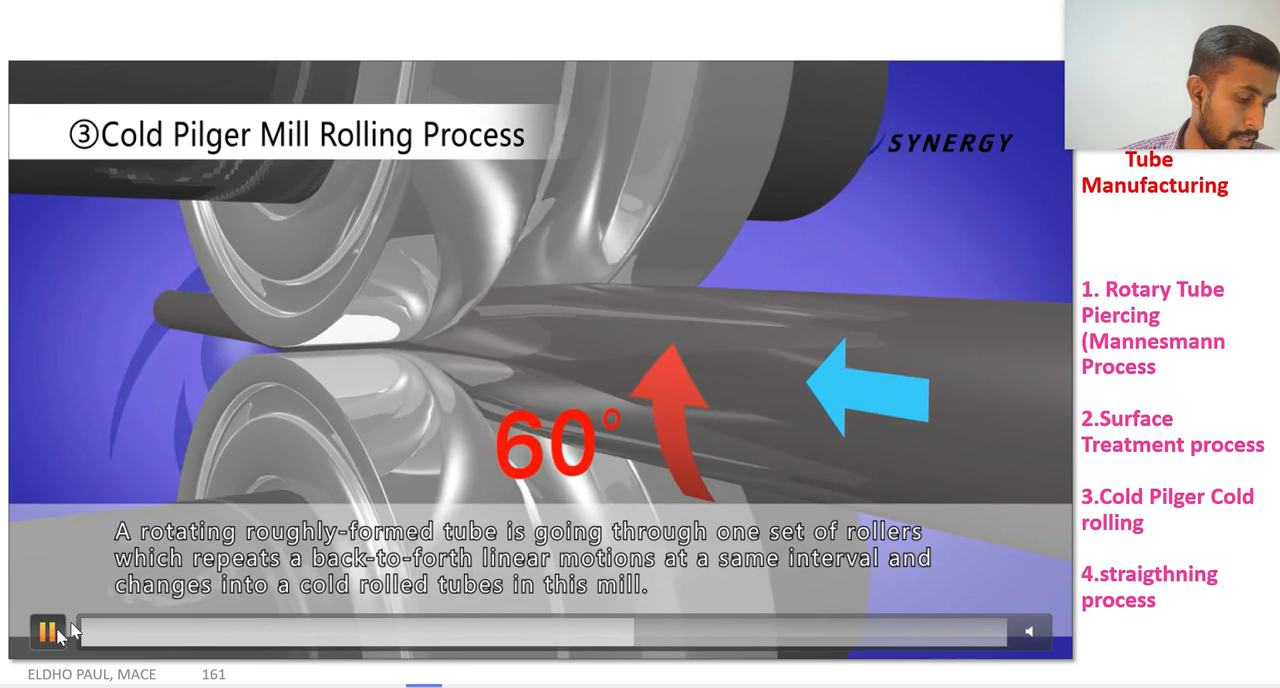 ③Cold Pilger Mill Rolling Process
SYNERGY
60°
A rotating roughly-formed tube is going through one set of rollers
which repeats a back-to-forth linear motions at a same interval and
changes into a cold rolled tubes in this mill.
Tube
Manufacturing
1. Rotary Tube
Piercing
(Mannesmann
Process
2.Surface
Treatment process
3.Cold Pilger Cold
rolling
4.straigthning
process
ELDHO PAUL, MACE 161